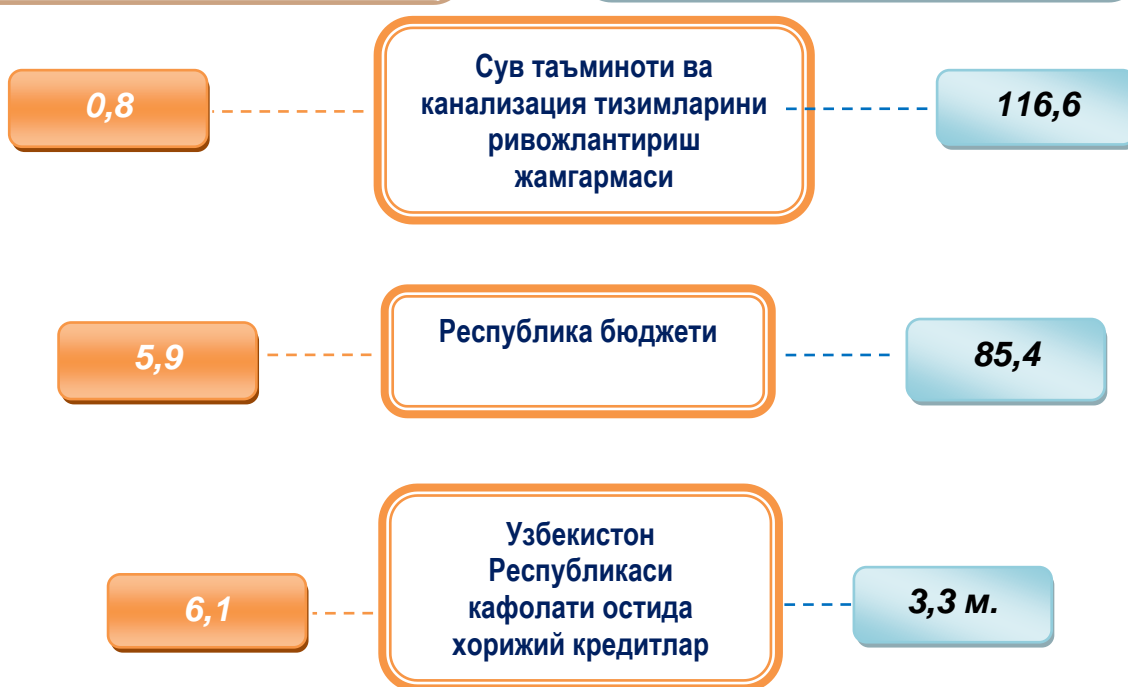 0,8
Сув таъминоти ва
канализация тизимларини
ривожлантириш
жамгармаси
116,6
5,9
Республика бюджети
85,4
6,1
Узбекистон
Республикаси
кафолати остида
хорижий кредитлар
3,3 м.